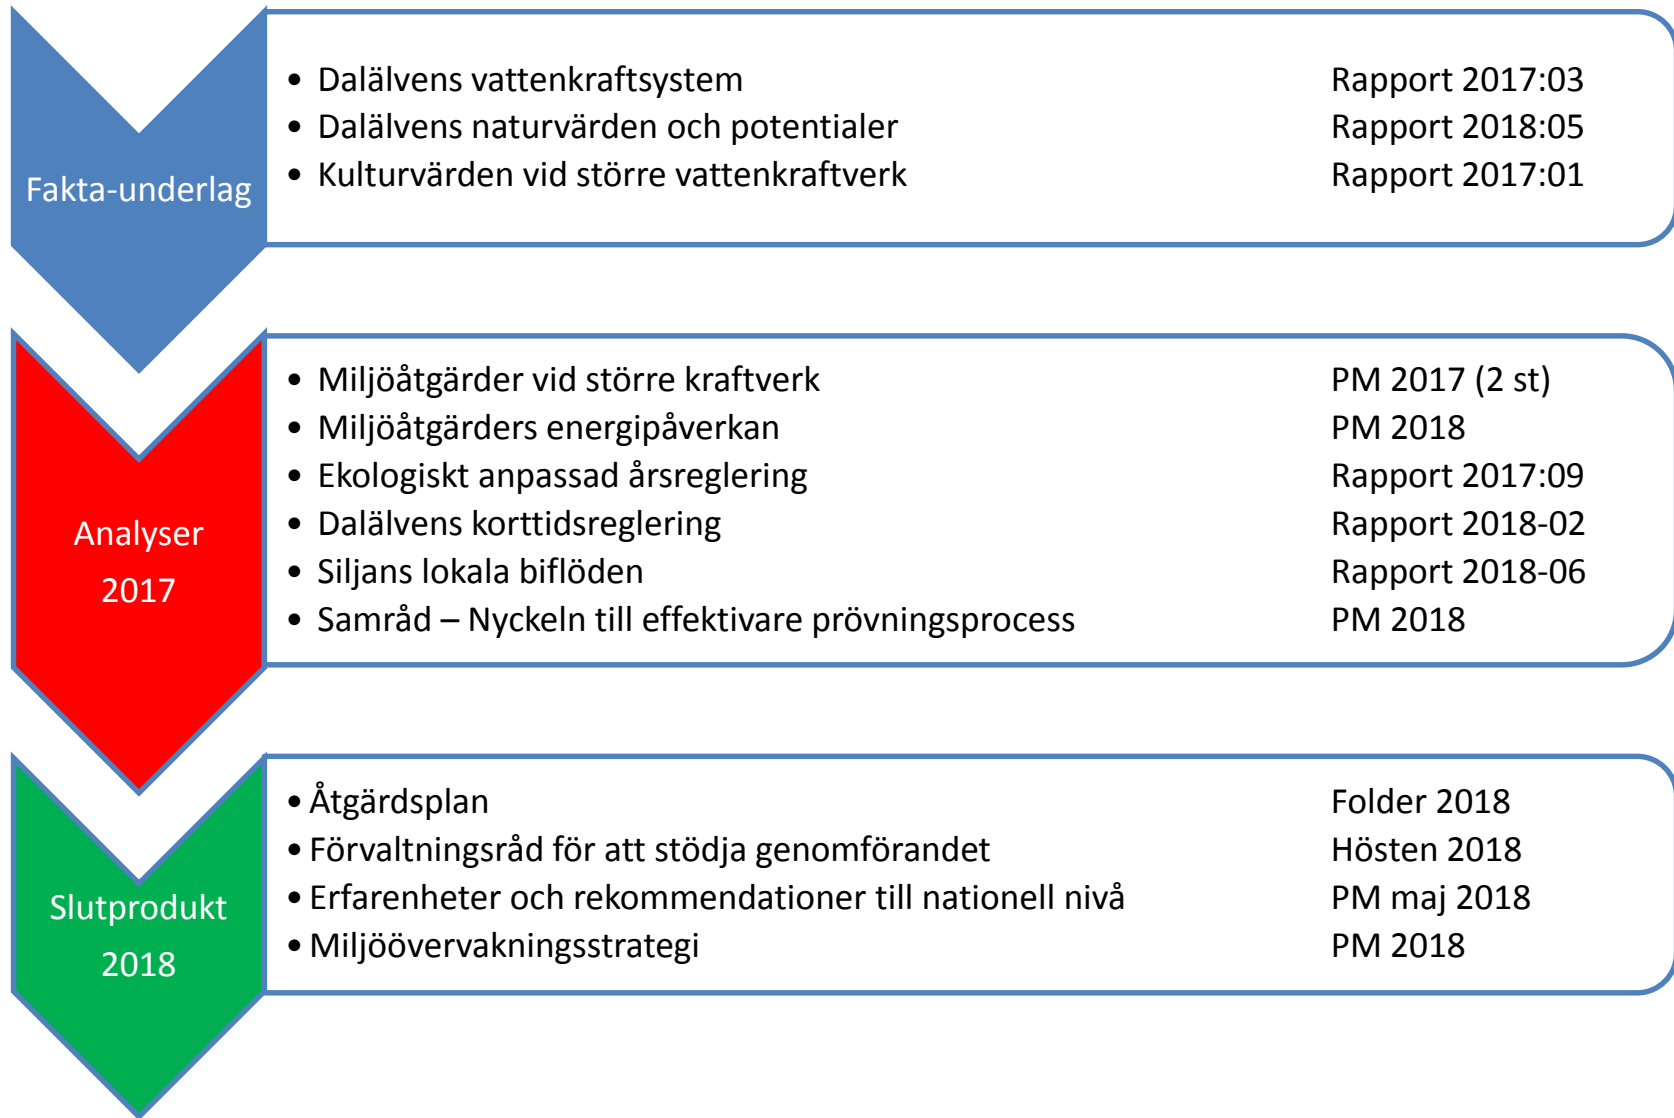 Fakta-underlag
• Dalälvens vattenkraftsystem Rapport 2017:03
• Dalälvens naturvärden och potentialer Rapport 2018:05
• Kulturvärden vid större vattenkraftverk Rapport 2017:01
Analyser
2017
• Miljöåtgärder vid större kraftverk PM 2017 (2 st)
• Miljöåtgärders energipåverkan PM 2018
• Ekologiskt anpassad årsreglering Rapport 2017:09
• Dalälvens korttidsreglering Rapport 2018-02
• Siljans lokala biflöden Rapport 2018-06
• Samråd – Nyckeln till effektivare prövningsprocess PM 2018
Slutprodukt
2018
• Åtgärdsplan Folder 2018
• Förvaltningsråd för att stödja genomförandet Hösten 2018
• Erfarenheter och rekommendationer till nationell nivå PM maj 2018
• Miljöövervakningsstrategi PM 2018